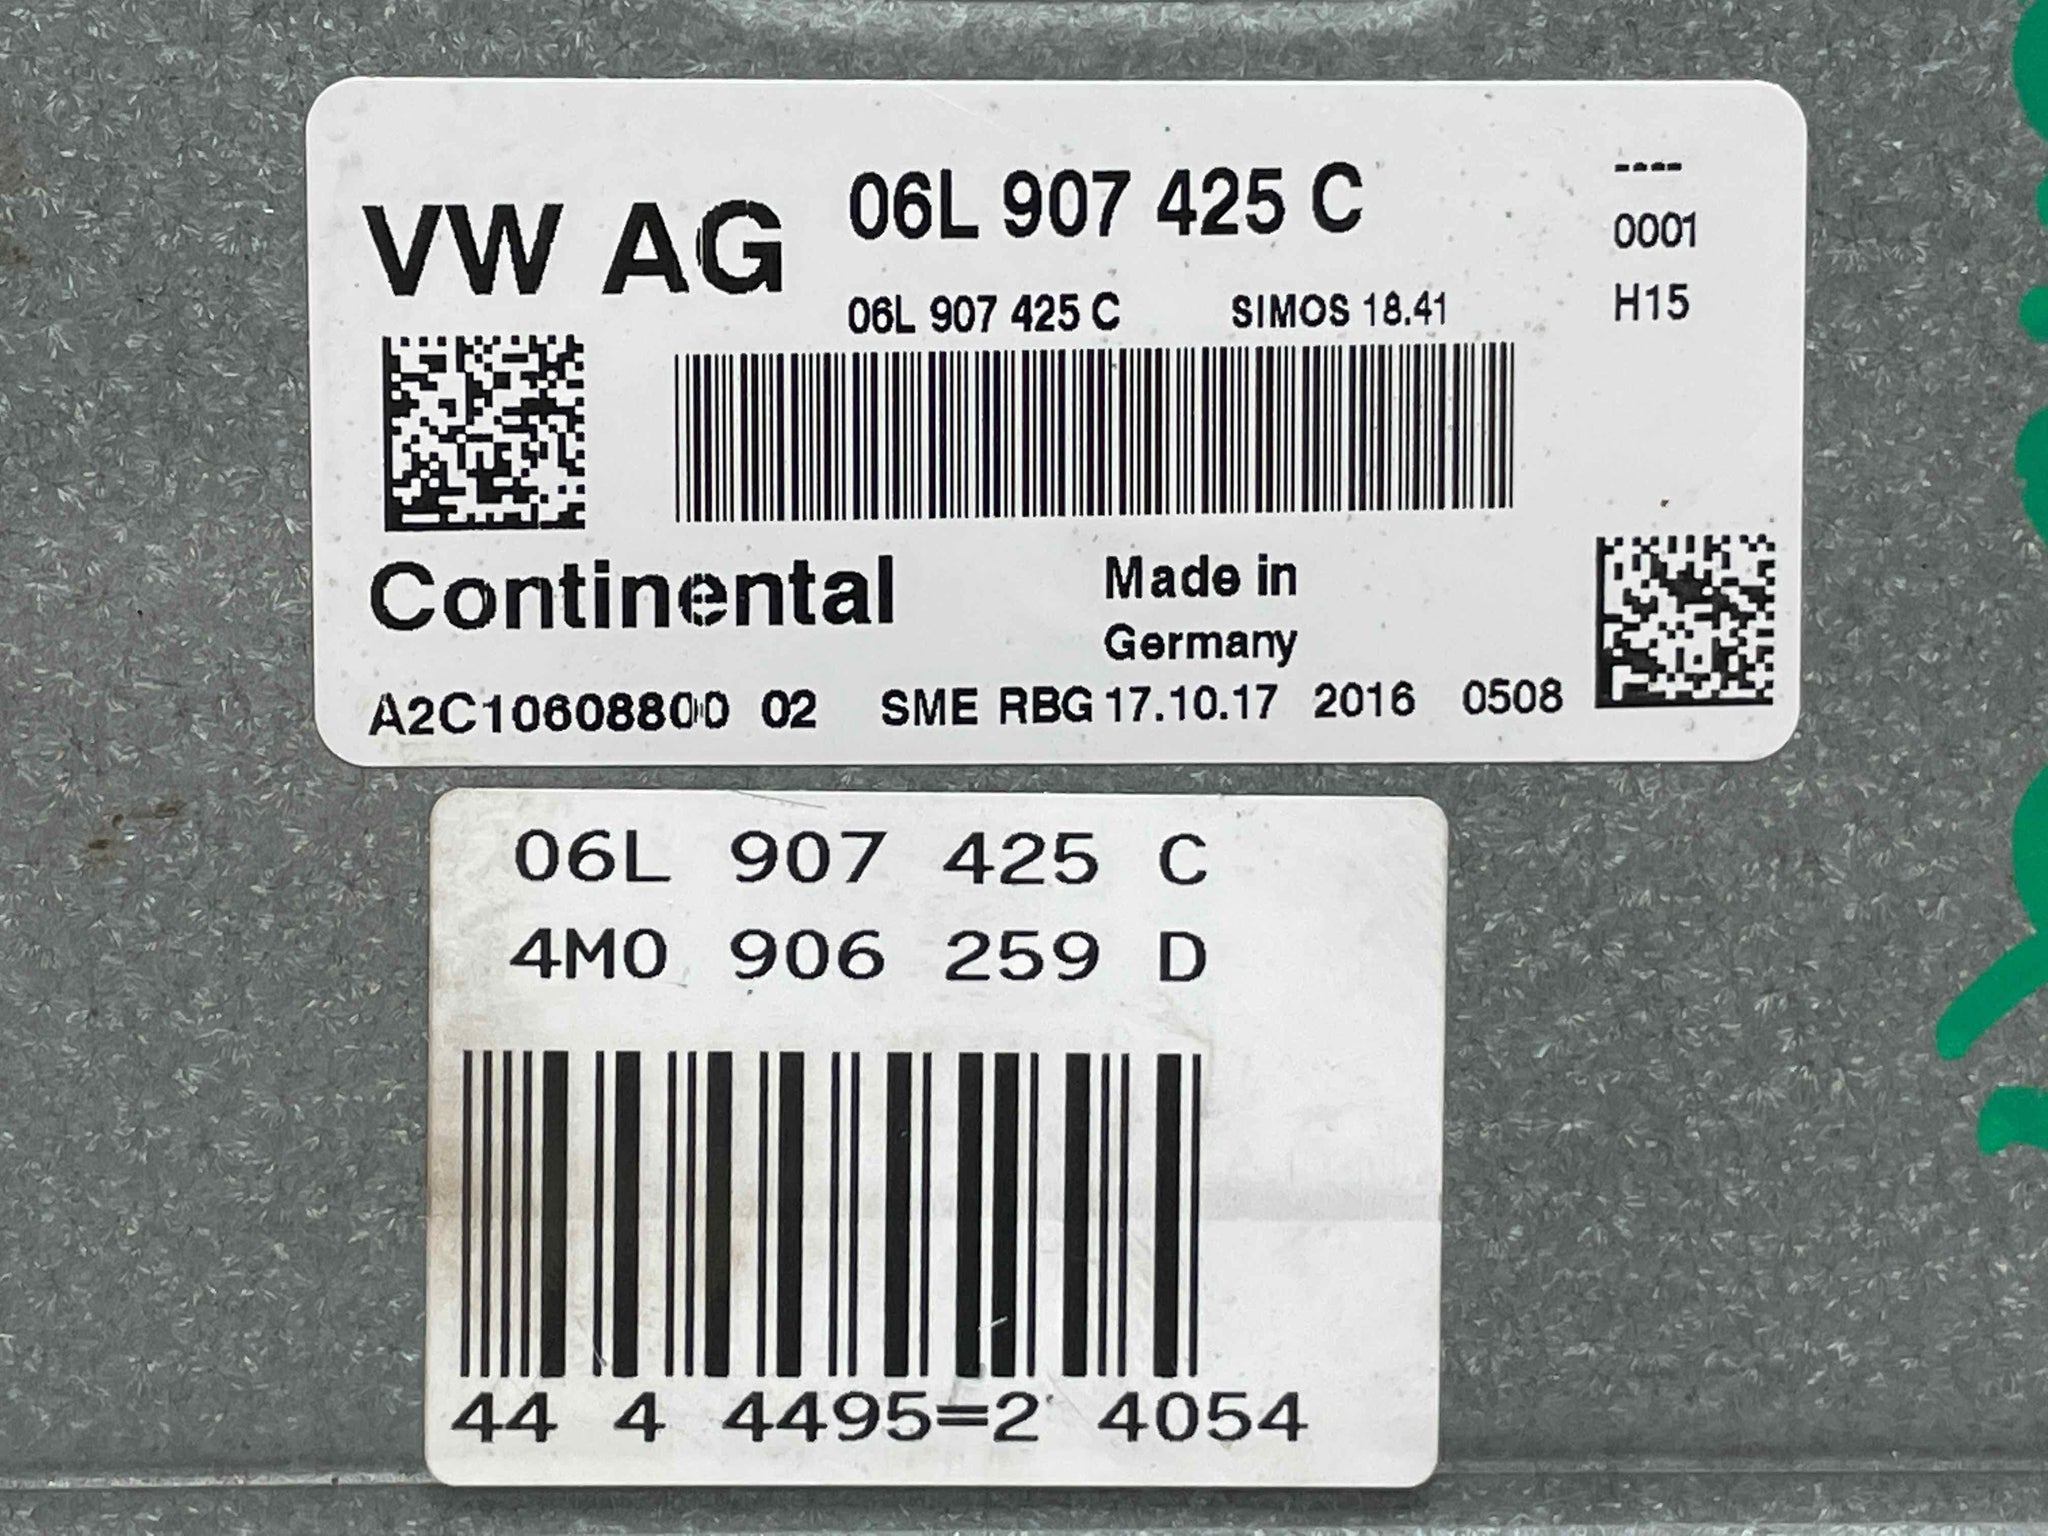 VW AG 06L 907 425 C ----
0001
06L 907 425 C SIMOS 18.41 H15
Continental Made in
Germany
A2C10608800 02 SME RBG 17.10.17 2016 0508
06L 907 425 C
4M0 906 259 D
44 4 4495=2 4054